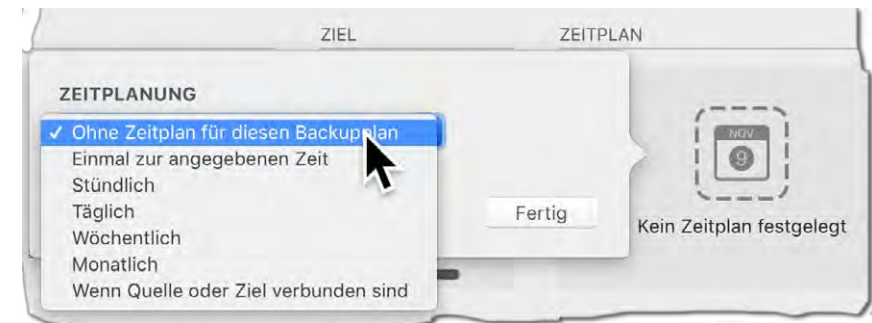 ZIEL
ZEITPLAN
ZEITPLANUNG
✓ Ohne Zeitplan für diesen Backupplan
Einmal zur angegebenen Zeit
Stündlich
Täglich
Wöchentlich
Monatlich
Wenn Quelle oder Ziel verbunden sind
Fertig
NOV
9
Kein Zeitplan festgelegt